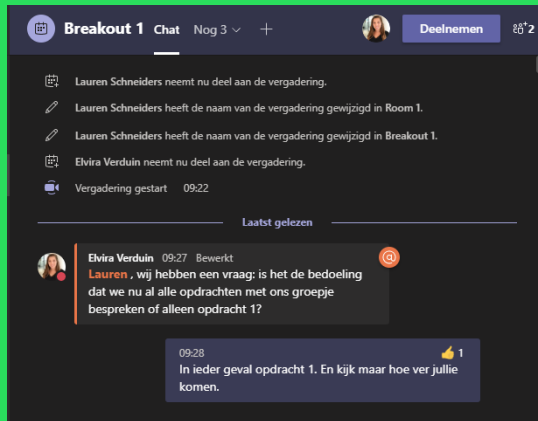 Breakout 1 Chat Nog 3 Deelnemen 2
Lauren Schneiders neemt nu deel aan de vergadering.
Lauren Schneiders heeft de naam van de vergadering gewijzigd in Room 1.
Lauren Schneiders heeft de naam van de vergadering gewijzigd in Breakout 1.
Elvira Verduin neemt nu deel aan de vergadering.
Vergadering gestart 09:22
Laatst gelezen
Elvira Verduin 09:27 Bewerkt @
Lauren , wij hebben een vraag: is het de bedoeling
dat we nu al alle opdrachten met ons groepje
bespreken of alleen opdracht 1?
09:28 👍 1
In ieder geval opdracht 1. En kijk maar hoe ver jullie
komen.